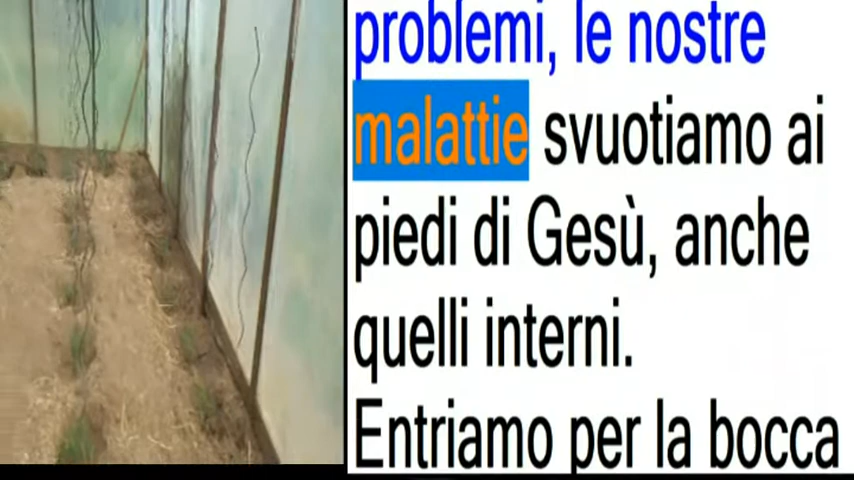 problemi, le nostre
malattie svuotiamo ai
piedi di Gesù, anche
quelli interni.
Entriamo per la bocca